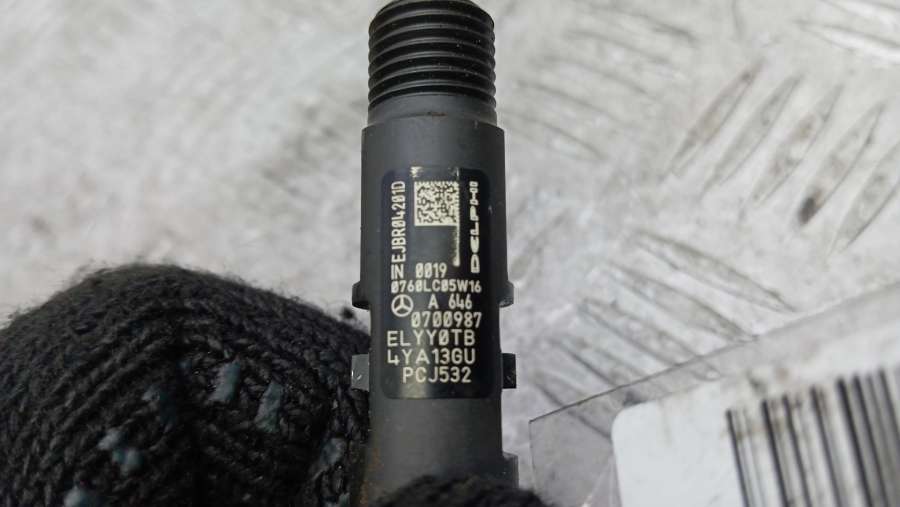 IN EJBR04201D
DELPHI
0019
0760LC05W16
A 646
0700987
ELYY0TB
4YA13GU
PCJ532